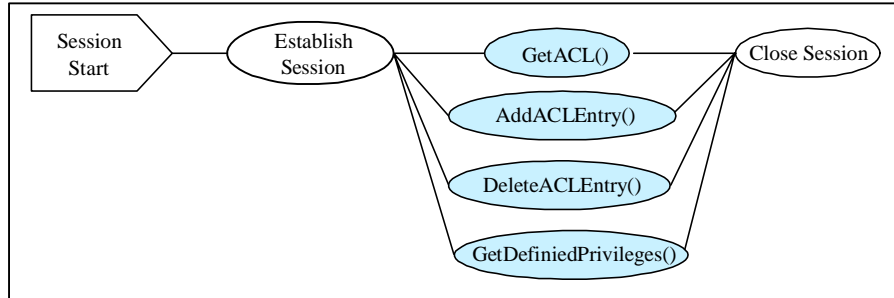 Session
Start
Establish
Session
GetACL()
AddACLEntry()
DeleteACLEntry()
GetDefiniedPrivileges()
Close Session